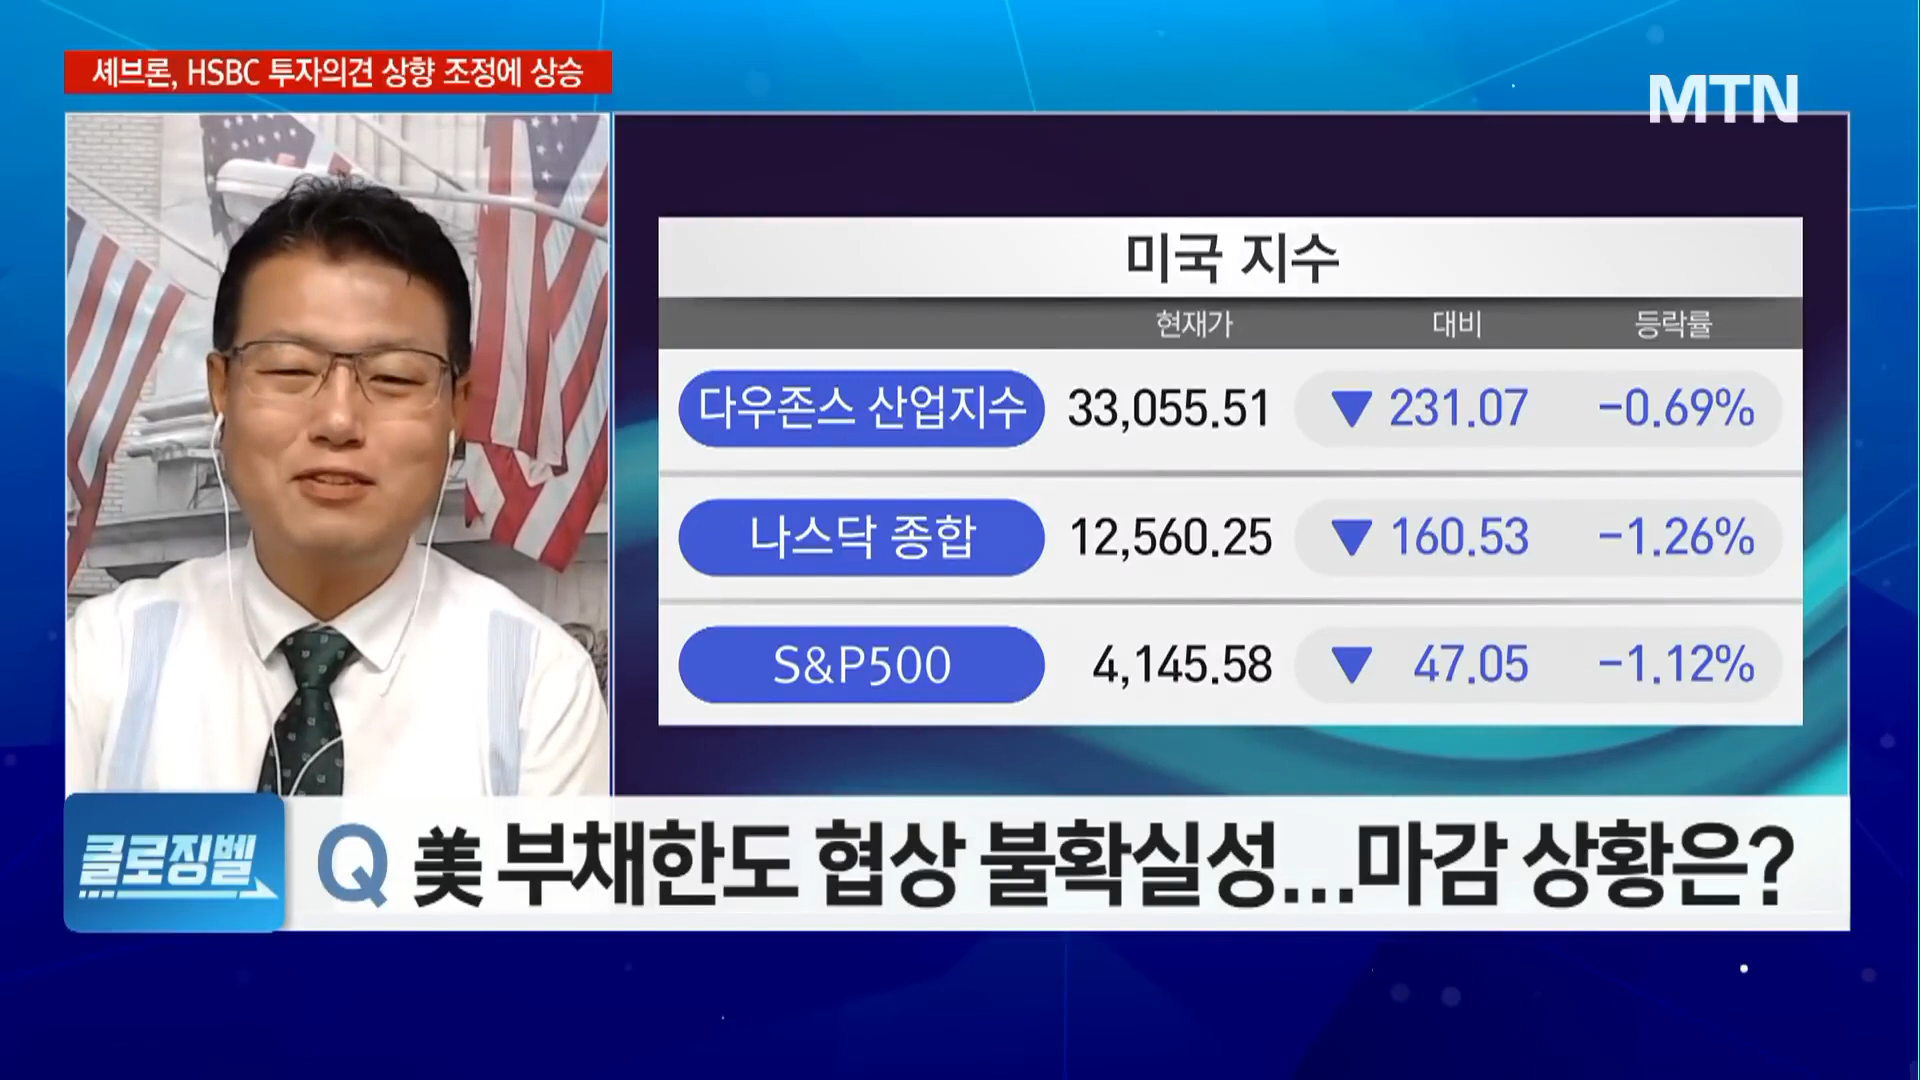 셰브론, HSBC 투자의견 상향 조정에 상승
MTN
미국 지수
현재가 대비 등락률
다우존스 산업지수 33,055.51 ▼ 231.07 -0.69%
나스닥 종합 12,560.25 ▼ 160.53 -1.26%
S&P500 4,145.58 ▼ 47.05 -1.12%
클로징벨
Q 美 부채한도 협상 불확실성...마감 상황은?